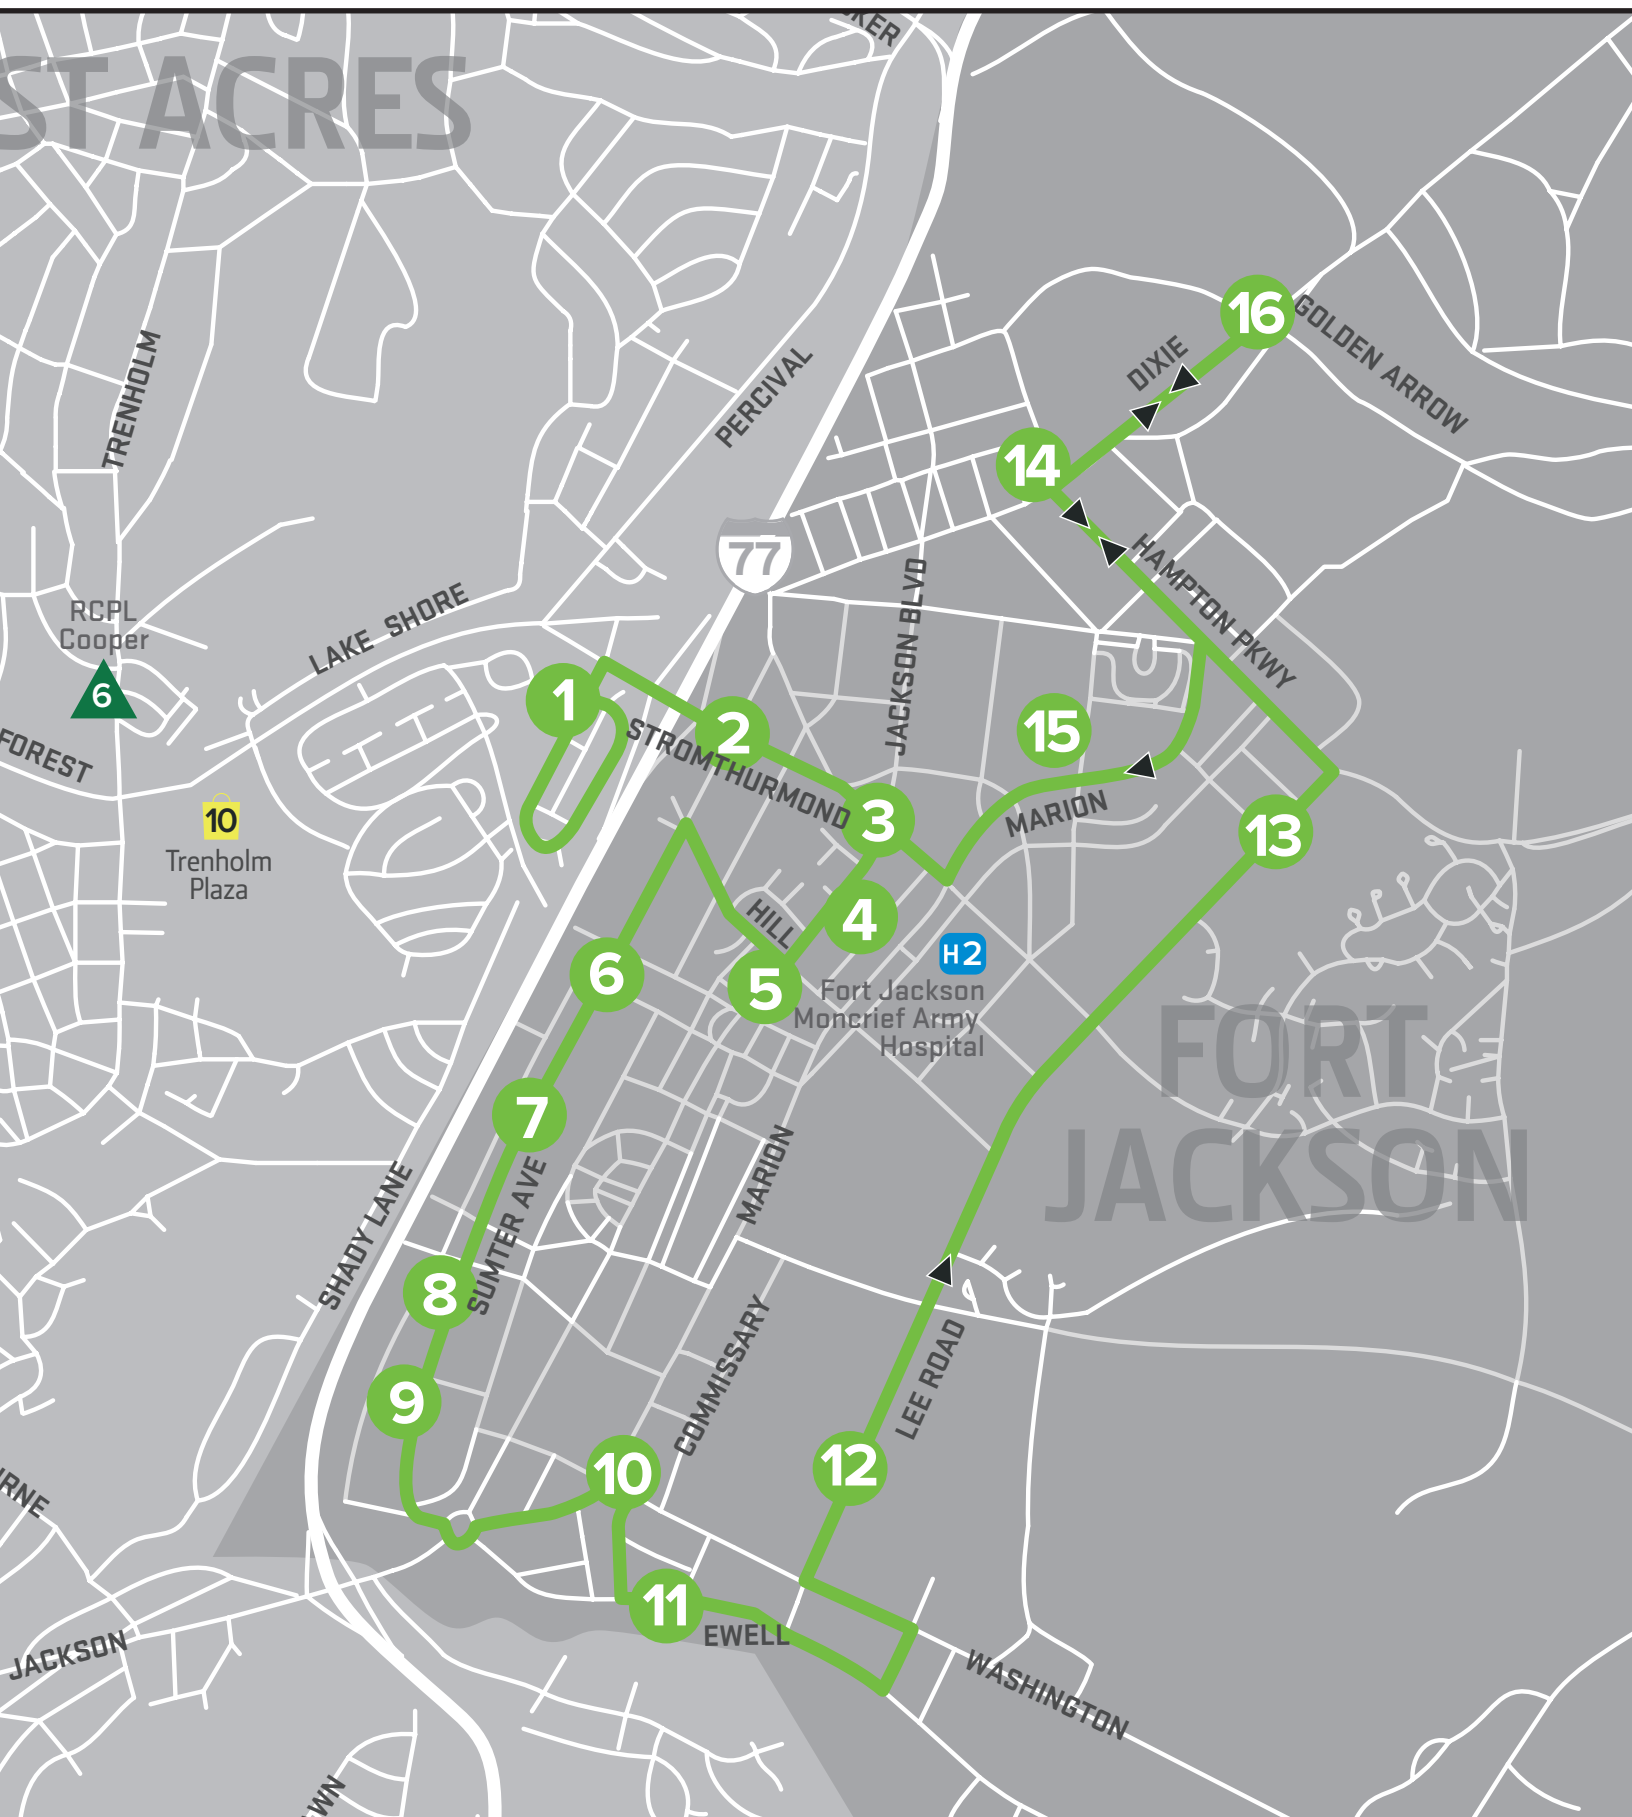 ST ACRES
KER
16
GOLDEN ARROW
DIXIE
TRENHOLM
PERCIVAL
14
77
HAMPTON PKWY
JACKSON BLVD
LAKE SHORE
RCPL
Cooper
6
1
2
STROMTHURMOND
15
FOREST
10
Trenholm
Plaza
3
MARION
13
HILL
4
H2
Fort Jackson
Moncrief Army
Hospital
5
6
FORT
JACKSON
7
MARION
SHADY LANE
SUMTER AVE
8
COMMISSARY
LEE ROAD
9
10
12
RNE
11
EWELL
JACKSON
WASHINGTON
WN